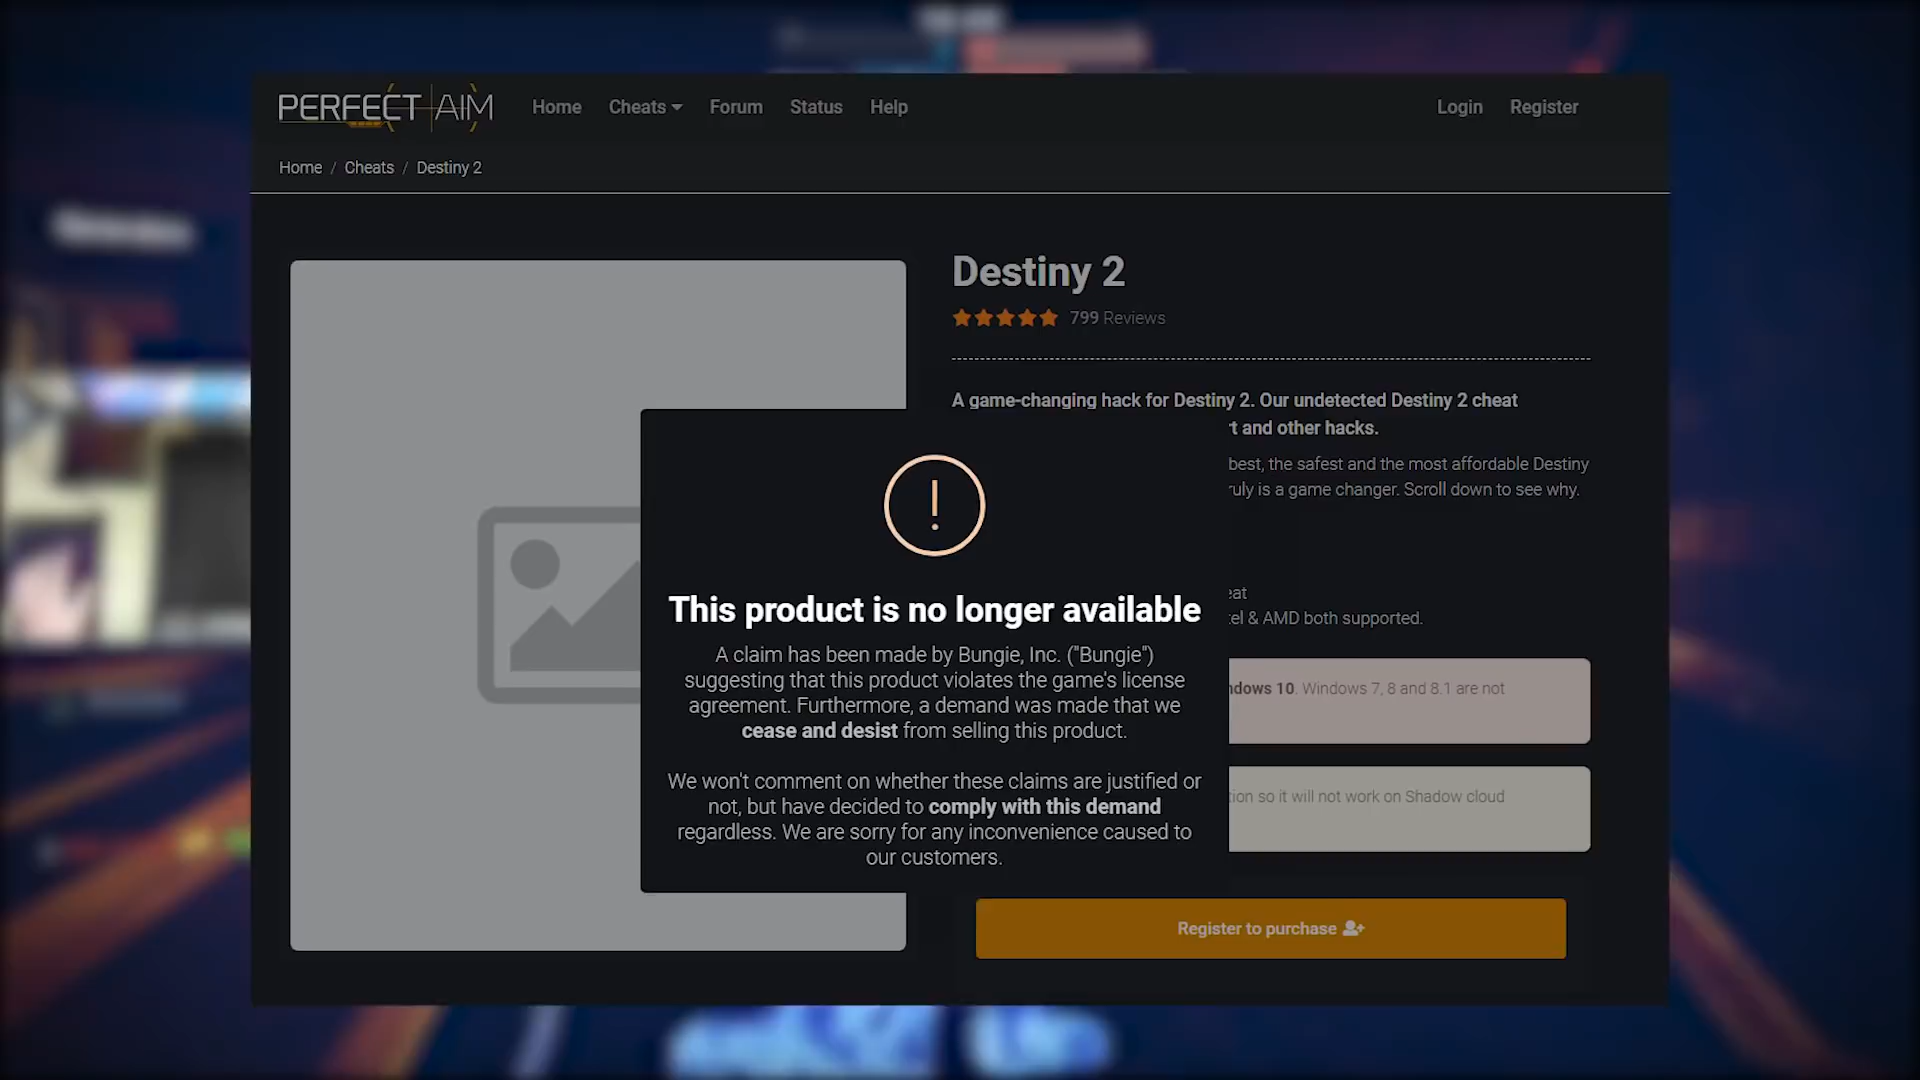 PERFECT AIM
Home
Cheats
Forum
Status
Help
Login
Register
Home / Cheats / Destiny 2
Destiny 2
799 Reviews
A game-changing hack for Destiny 2. Our undetected Destiny 2 cheat
t and other hacks.
best, the safest and the most affordable Destiny
ruly is a game changer. Scroll down to see why.
eat
tel & AMD both supported.
ndows 10. Windows 7, 8 and 8.1 are not
tion so it will not work on Shadow cloud
Register to purchase
This product is no longer available
A claim has been made by Bungie, Inc. ("Bungie")
suggesting that this product violates the game's license
agreement. Furthermore, a demand was made that we
cease and desist from selling this product.
We won't comment on whether these claims are justified or
not, but have decided to comply with this demand
regardless. We are sorry for any inconvenience caused to
our customers.